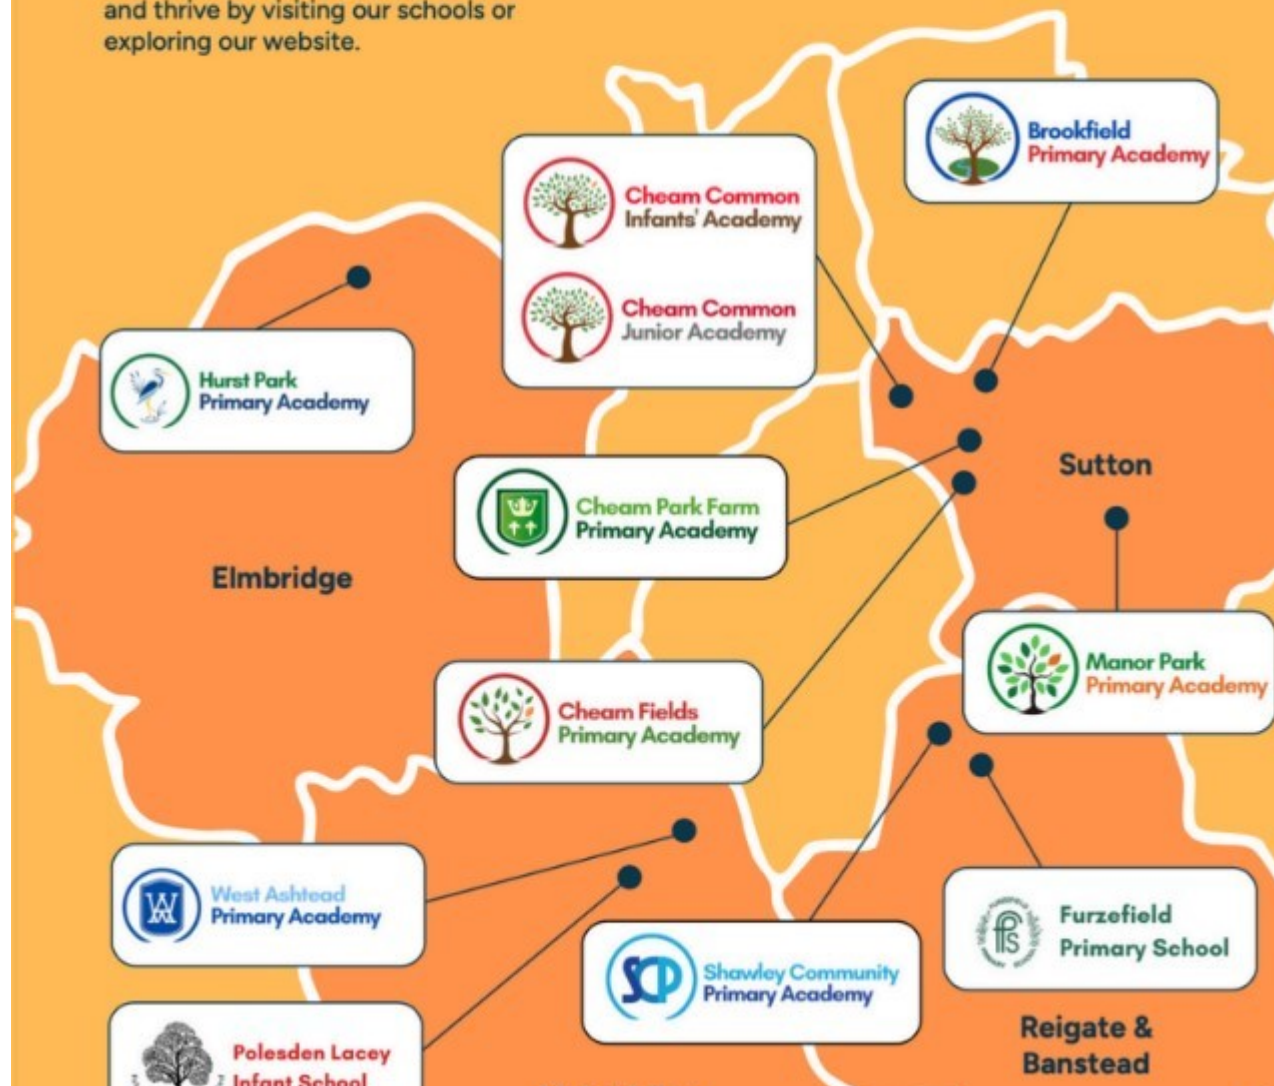 and thrive by visiting our schools or
exploring our website.
Brookfield
Primary Academy
Cheam Common
Infants' Academy
Cheam Common
Junior Academy
Hurst Park
Primary Academy
Sutton
Cheam Park Farm
Primary Academy
Elmbridge
Manor Park
Primary Academy
Cheam Fields
Primary Academy
West Ashtead
Primary Academy
Furzefield
Primary School
SCP
Shawley Community
Primary Academy
Reigate &
Banstead
Polesden Lacey
Infant School